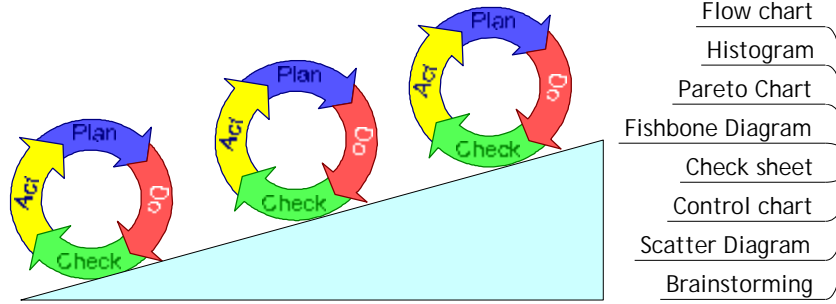 Plan
Do
Check
Act
Plan
Do
Check
Act
Plan
Do
Check
Act
Flow chart
Histogram
Pareto Chart
Fishbone Diagram
Check sheet
Control chart
Scatter Diagram
Brainstorming